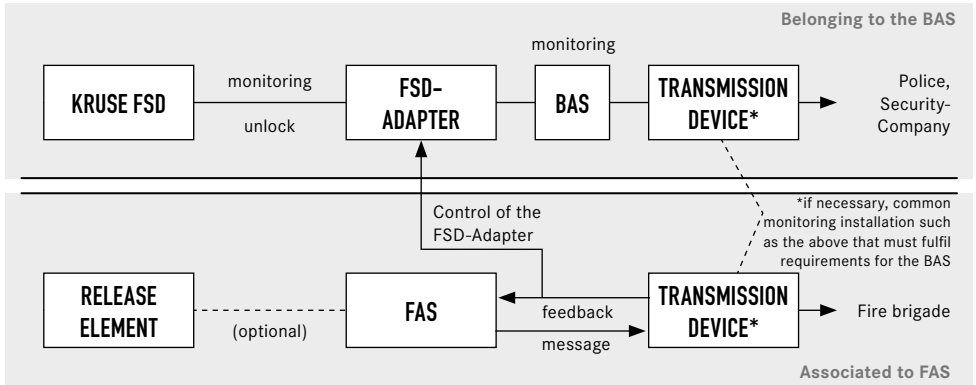 Belonging to the BAS
monitoring
KRUSE FSD
monitoring
unlock
FSD-
ADAPTER
BAS
TRANSMISSION
DEVICE*
Police,
Security-
Company
Control of the
FSD-Adapter
*if necessary, common
monitoring installation such
as the above that must fulfil
requirements for the BAS
RELEASE
ELEMENT
(optional)
FAS
feedback
message
TRANSMISSION
DEVICE*
Fire brigade
Associated to FAS